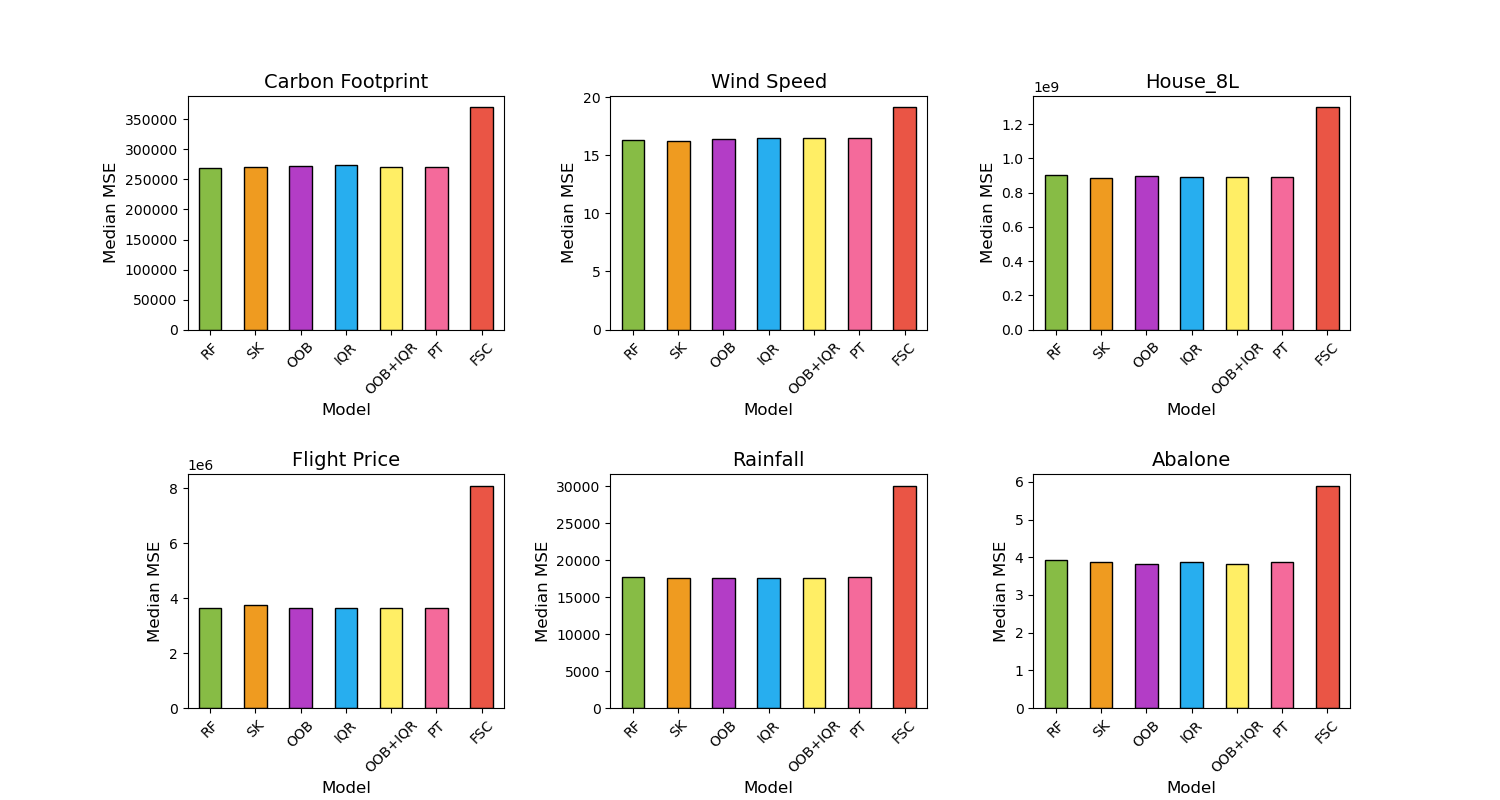 Carbon Footprint
Median MSE
350000
300000
250000
200000
150000
100000
50000
0
RF
SK
OOB
IQR
OOB+IQR
PT
FSC
Model
Wind Speed
Median MSE
20
15
10
5
0
RF
SK
OOB
IQR
OOB+IQR
PT
FSC
Model
House_8L
1e9
Median MSE
1.2
1.0
0.8
0.6
0.4
0.2
0.0
RF
SK
OOB
IQR
OOB+IQR
PT
FSC
Model
Flight Price
1e6
Median MSE
8
6
4
2
0
RF
SK
OOB
IQR
OOB+IQR
PT
FSC
Model
Rainfall
Median MSE
30000
25000
20000
15000
10000
5000
0
RF
SK
OOB
IQR
OOB+IQR
PT
FSC
Model
Abalone
Median MSE
6
5
4
3
2
1
0
RF
SK
OOB
IQR
OOB+IQR
PT
FSC
Model